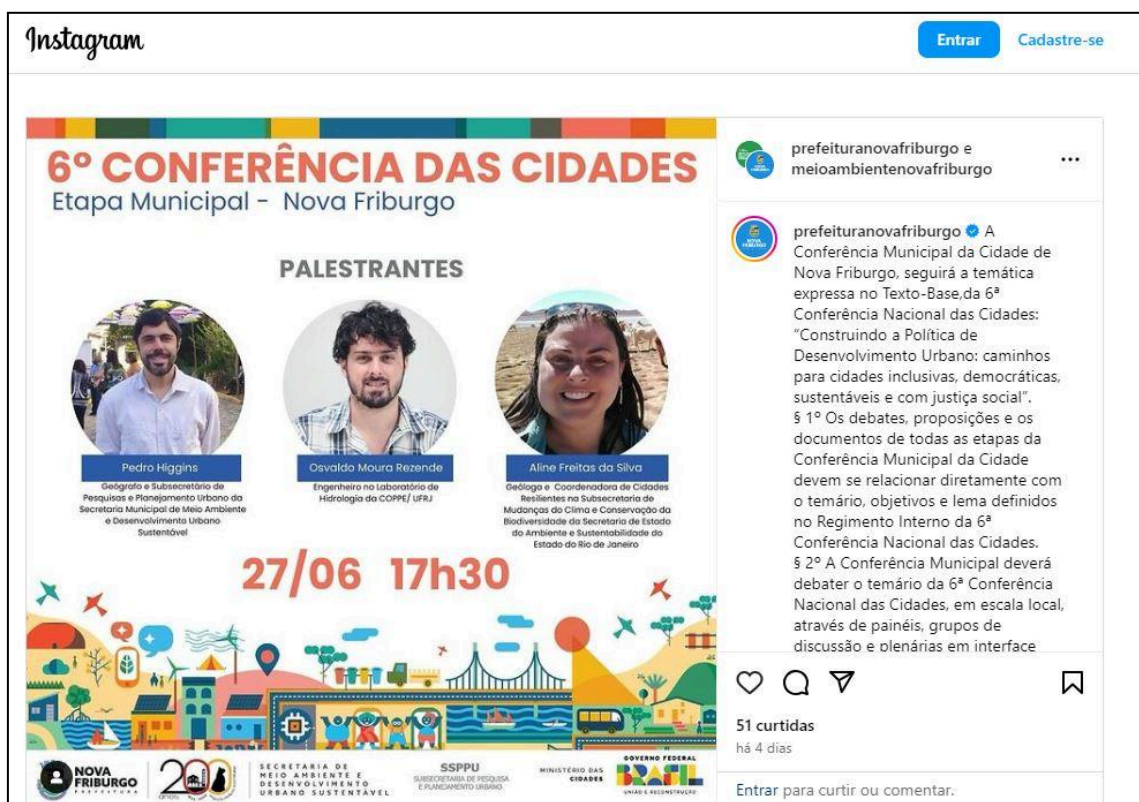 Instagram
Entrar
Cadastre-se
6º CONFERÊNCIA DAS CIDADES
Etapa Municipal - Nova Friburgo
PALESTRANTES
Pedro Higgins
Geógrafo e Subsecretário de
Pesquisas e Planejamento Urbano da
Secretaria Municipal de Meio Ambiente
e Desenvolvimento Urbano
Sustentável
Osvaldo Moura Rezende
Engenheiro no Laboratório de
Hidrologia da COPPE/ UFRJ
Aline Freitas da Silva
Geóloga e Coordenadora de Cidades
Resilientes na Subsecretaria de
Mudanças do Clima e Conservação da
Biodiversidade da Secretaria de Estado
do Ambiente e Sustentabilidade do
Estado do Rio de Janeiro
27/06 17h30
NOVA
FRIBURGO
PREFEITURA
200
anos
SECRETARIA DE
MEIO AMBIENTE E
DESENVOLVIMENTO
URBANO SUSTENTÁVEL
SSPPU
SUBSECRETARIA DE PESQUISA
E PLANEJAMENTO URBANO
MINISTÉRIO DAS
CIDADES
GOVERNO FEDERAL
BRASIL
UNIÃO E RECONSTRUÇÃO
prefeituranovafriburgo e
meioambientenovafriburgo
prefeituranovafriburgo A
Conferência Municipal da Cidade de
Nova Friburgo, seguirá a temática
expressa no Texto-Base,da 6ª
Conferência Nacional das Cidades:
“Construindo a Política de
Desenvolvimento Urbano: caminhos
para cidades inclusivas, democráticas,
sustentáveis e com justiça social”.
§ 1º Os debates, proposições e os
documentos de todas as etapas da
Conferência Municipal da Cidade
devem se relacionar diretamente com
o temário, objetivos e lema definidos
no Regimento Interno da 6ª
Conferência Nacional das Cidades.
§ 2º A Conferência Municipal deverá
debater o temário da 6ª Conferência
Nacional das Cidades, em escala local,
através de painéis, grupos de
discussão e plenárias em interface
51 curtidas
há 4 dias
Entrar para curtir ou comentar.